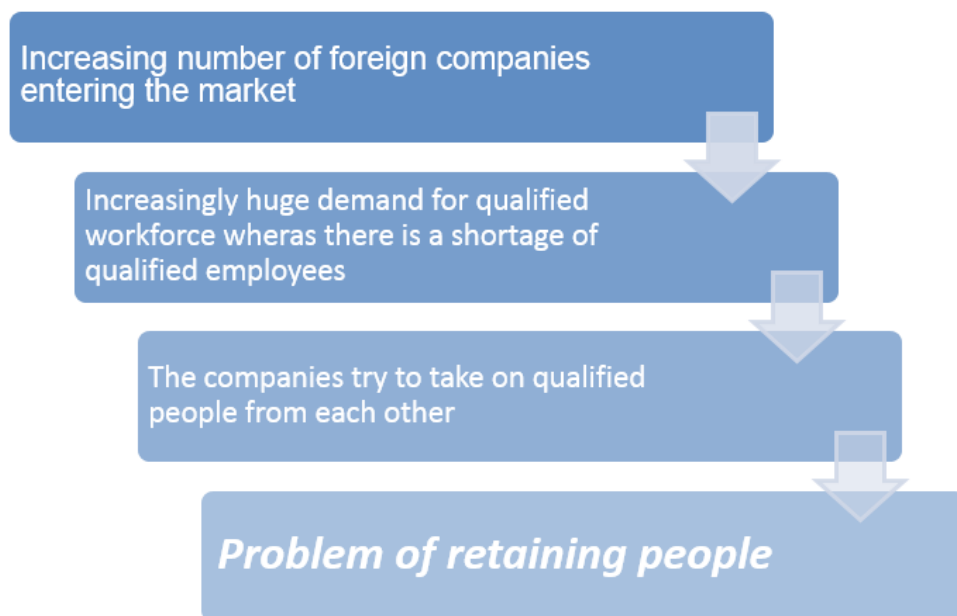 Increasing number of foreign companies
entering the market
Increasingly huge demand for qualified
workforce wheras there is a shortage of
qualified employees
The companies try to take on qualified
people from each other
Problem of retaining people